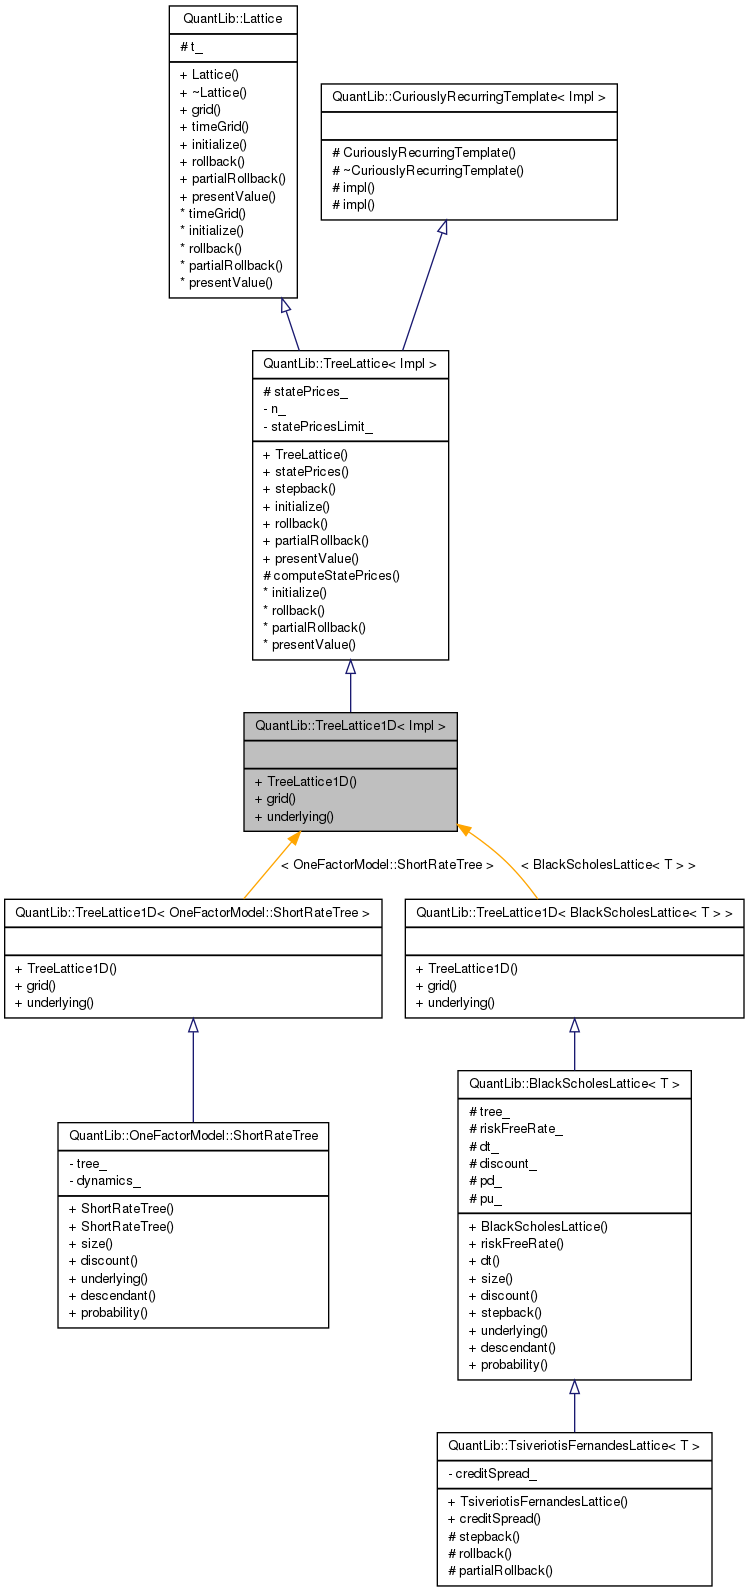 QuantLib::Lattice
# t_
+ Lattice()
+ ~Lattice()
+ grid()
+ timeGrid()
+ initialize()
+ rollback()
+ partialRollback()
+ presentValue()
* timeGrid()
* initialize()
* rollback()
* partialRollback()
* presentValue()
QuantLib::CuriouslyRecurringTemplate< Impl >
# CuriouslyRecurringTemplate()
# ~CuriouslyRecurringTemplate()
# impl()
# impl()
QuantLib::TreeLattice< Impl >
# statePrices_
- n_
- statePricesLimit_
+ TreeLattice()
+ statePrices()
+ stepback()
+ initialize()
+ rollback()
+ partialRollback()
+ presentValue()
# computeStatePrices()
* initialize()
* rollback()
* partialRollback()
* presentValue()
QuantLib::TreeLattice1D< Impl >
+ TreeLattice1D()
+ grid()
+ underlying()
< OneFactorModel::ShortRateTree >
< BlackScholesLattice< T > >
QuantLib::TreeLattice1D< OneFactorModel::ShortRateTree >
+ TreeLattice1D()
+ grid()
+ underlying()
QuantLib::TreeLattice1D< BlackScholesLattice< T > >
+ TreeLattice1D()
+ grid()
+ underlying()
QuantLib::OneFactorModel::ShortRateTree
- tree_
- dynamics_
+ ShortRateTree()
+ ShortRateTree()
+ size()
+ discount()
+ underlying()
+ descendant()
+ probability()
QuantLib::BlackScholesLattice< T >
# tree_
# riskFreeRate_
# dt_
# discount_
# pd_
# pu_
+ BlackScholesLattice()
+ riskFreeRate()
+ dt()
+ size()
+ discount()
+ stepback()
+ underlying()
+ descendant()
+ probability()
QuantLib::TsiveriotisFernandesLattice< T >
- creditSpread_
+ TsiveriotisFernandesLattice()
+ creditSpread()
# stepback()
# rollback()
# partialRollback()